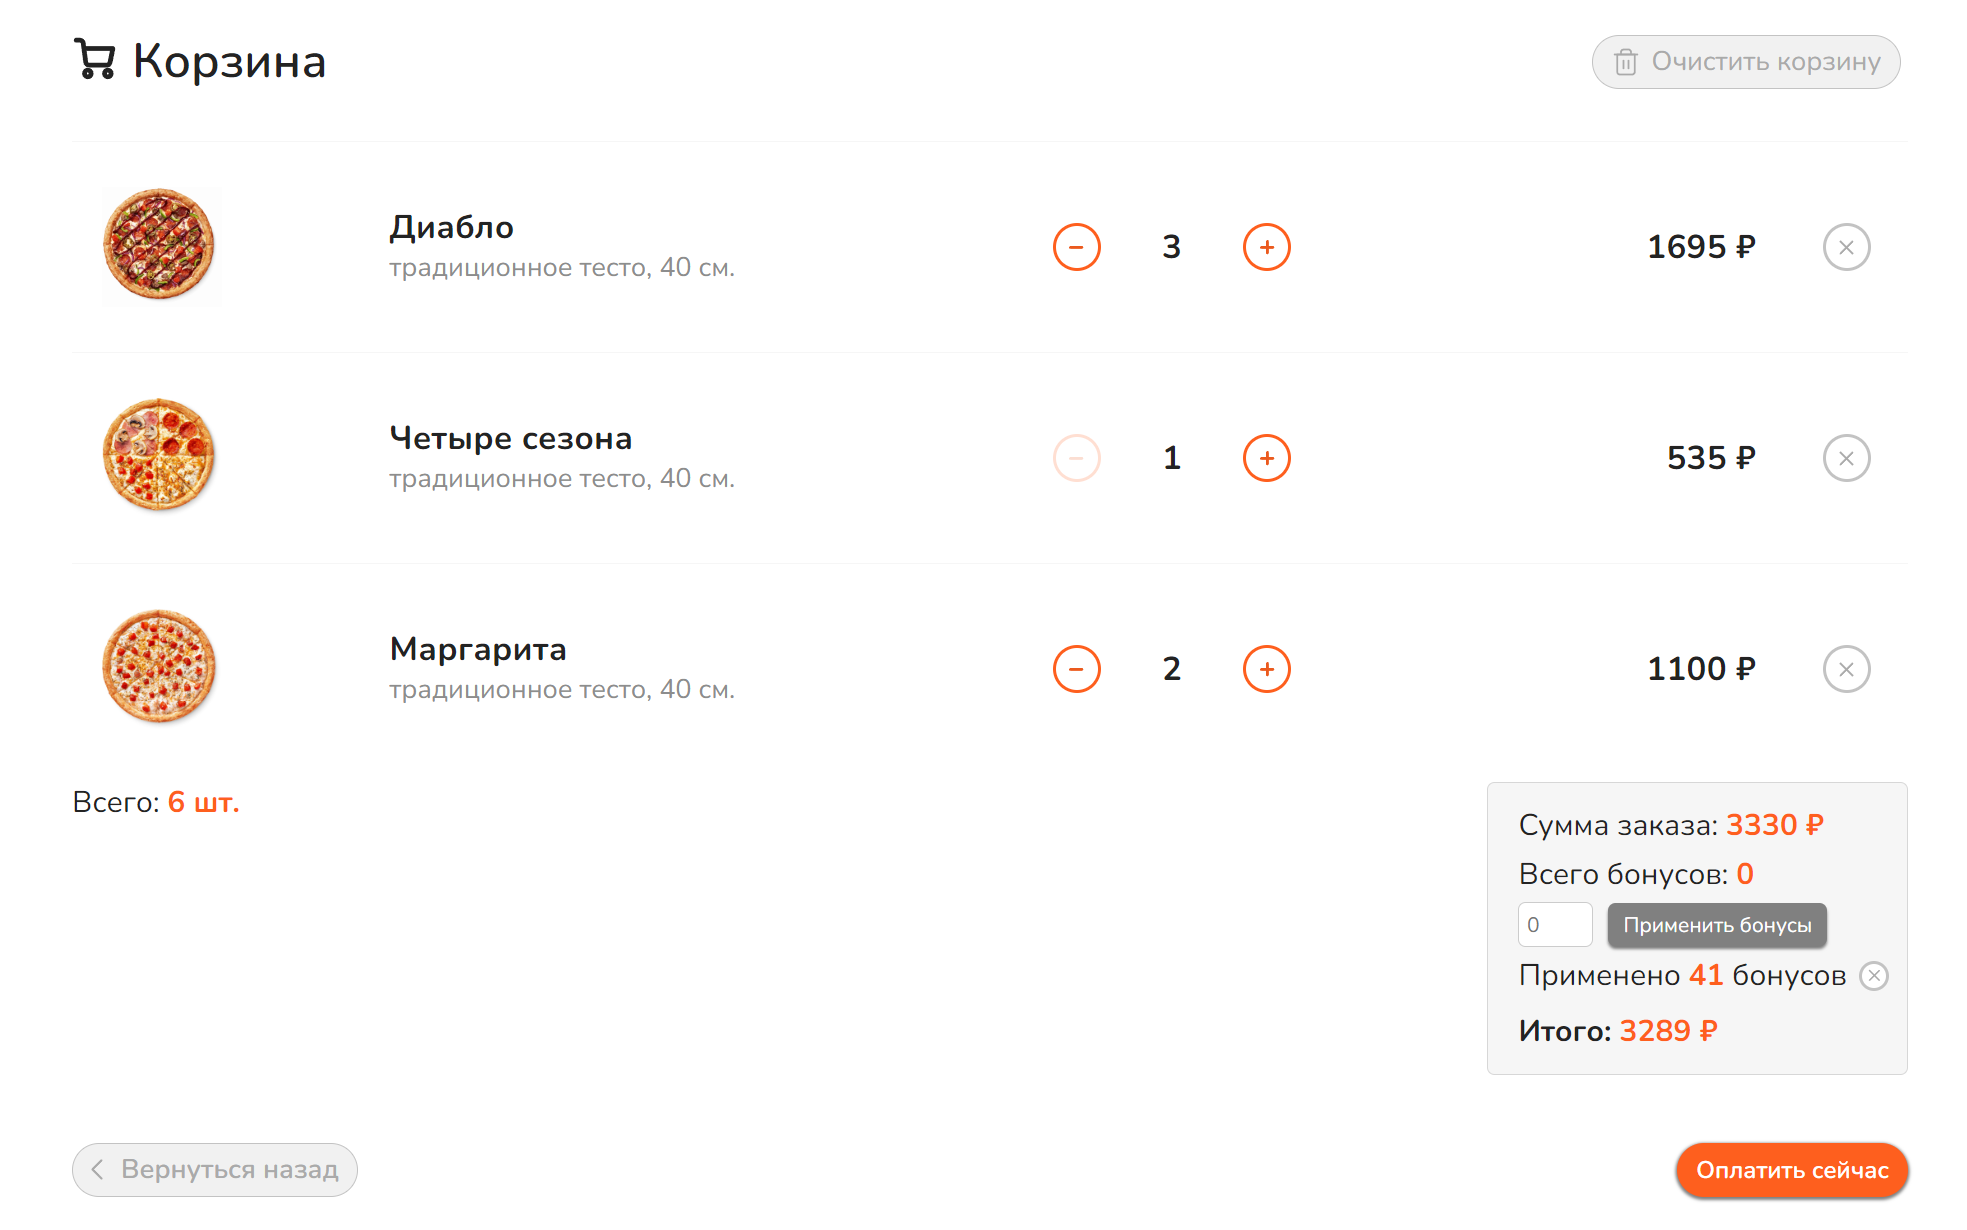 Корзина
Очистить корзину
Диабло
традиционное тесто, 40 см.
3
1695 ₽
Четыре сезона
традиционное тесто, 40 см.
1
535 ₽
Маргарита
традиционное тесто, 40 см.
2
1100 ₽
Всего: 6 шт.
Сумма заказа: 3330 ₽
Всего бонусов: 0
0 Применить бонусы
Применено 41 бонусов
Итого: 3289 ₽
Вернуться назад
Оплатить сейчас